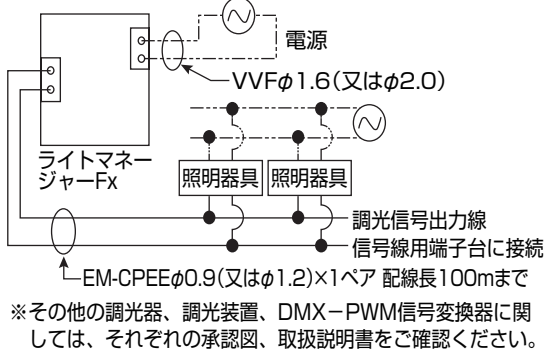 電源
VVFφ1.6(又はφ2.0)
ライトマネー
ジャーFx
照明器具 照明器具
調光信号出力線
信号線用端子台に接続
EM-CPEEφ0.9(又はφ1.2)×1ペア 配線長100mまで
※その他の調光器、調光装置、DMX-PWM信号変換器に関
しては、それぞれの承認図、取扱説明書をご確認ください。